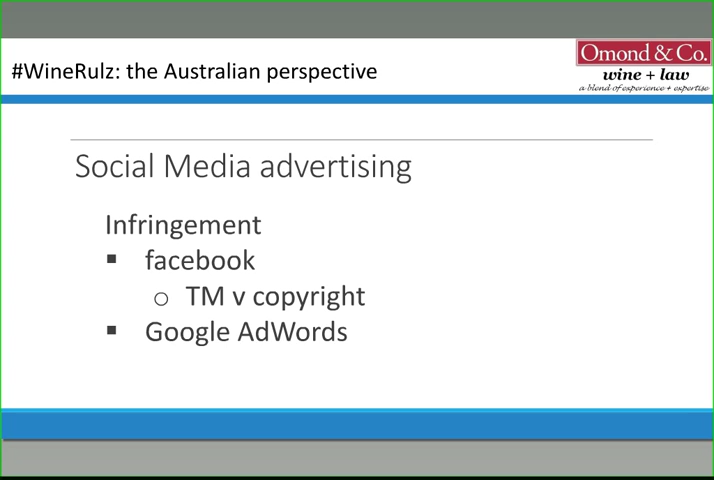 #WineRulz: the Australian perspective
Omond & Co.
wine + law
a blend of experience + expertise
Social Media advertising
Infringement
▪ facebook
o TM v copyright
▪ Google AdWords